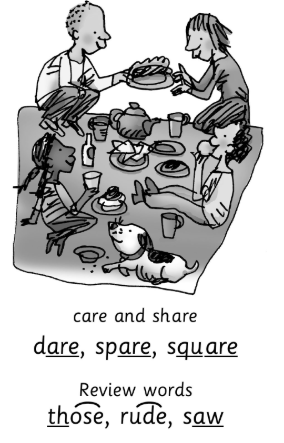 care and share
dare, spare, square
Review words
those, rude, saw